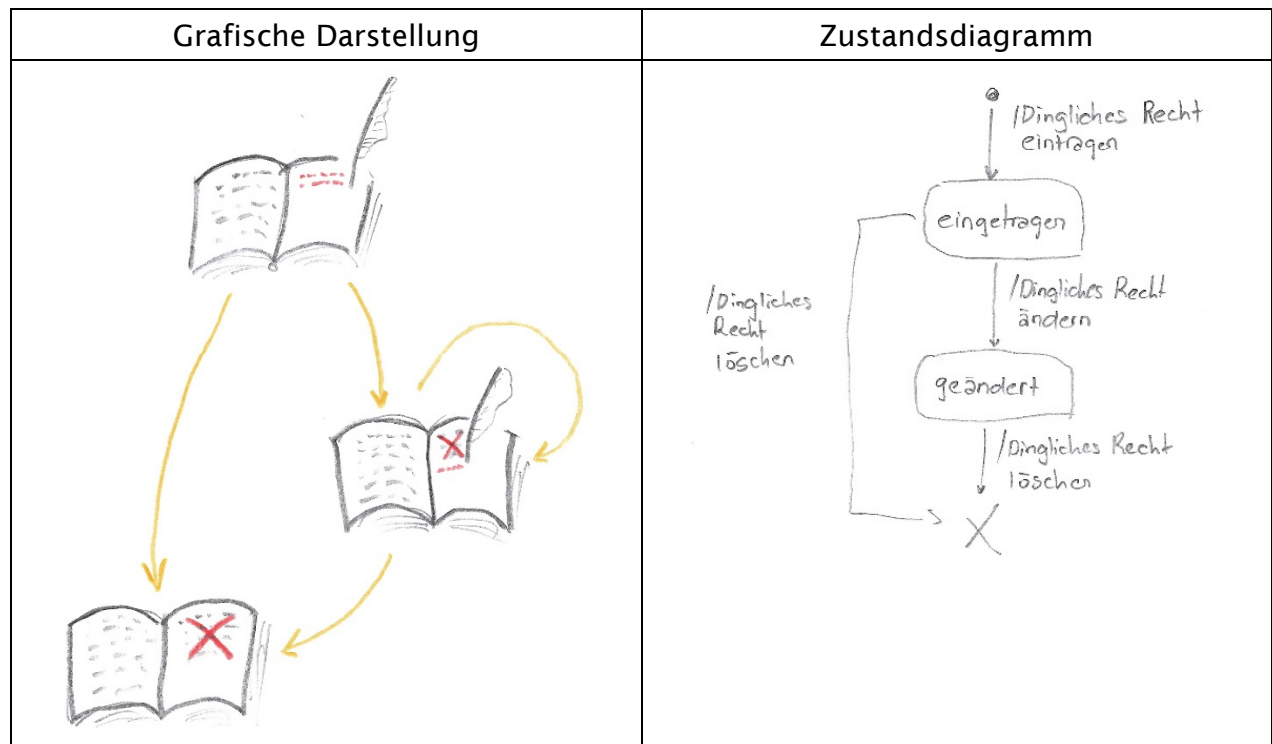 Grafische Darstellung
Zustandsdiagramm
/Dingliches Recht
eintragen
eingetragen
/Dingliches
Recht
löschen
/Dingliches Recht
ändern
geändert
/Dingliches Recht
löschen